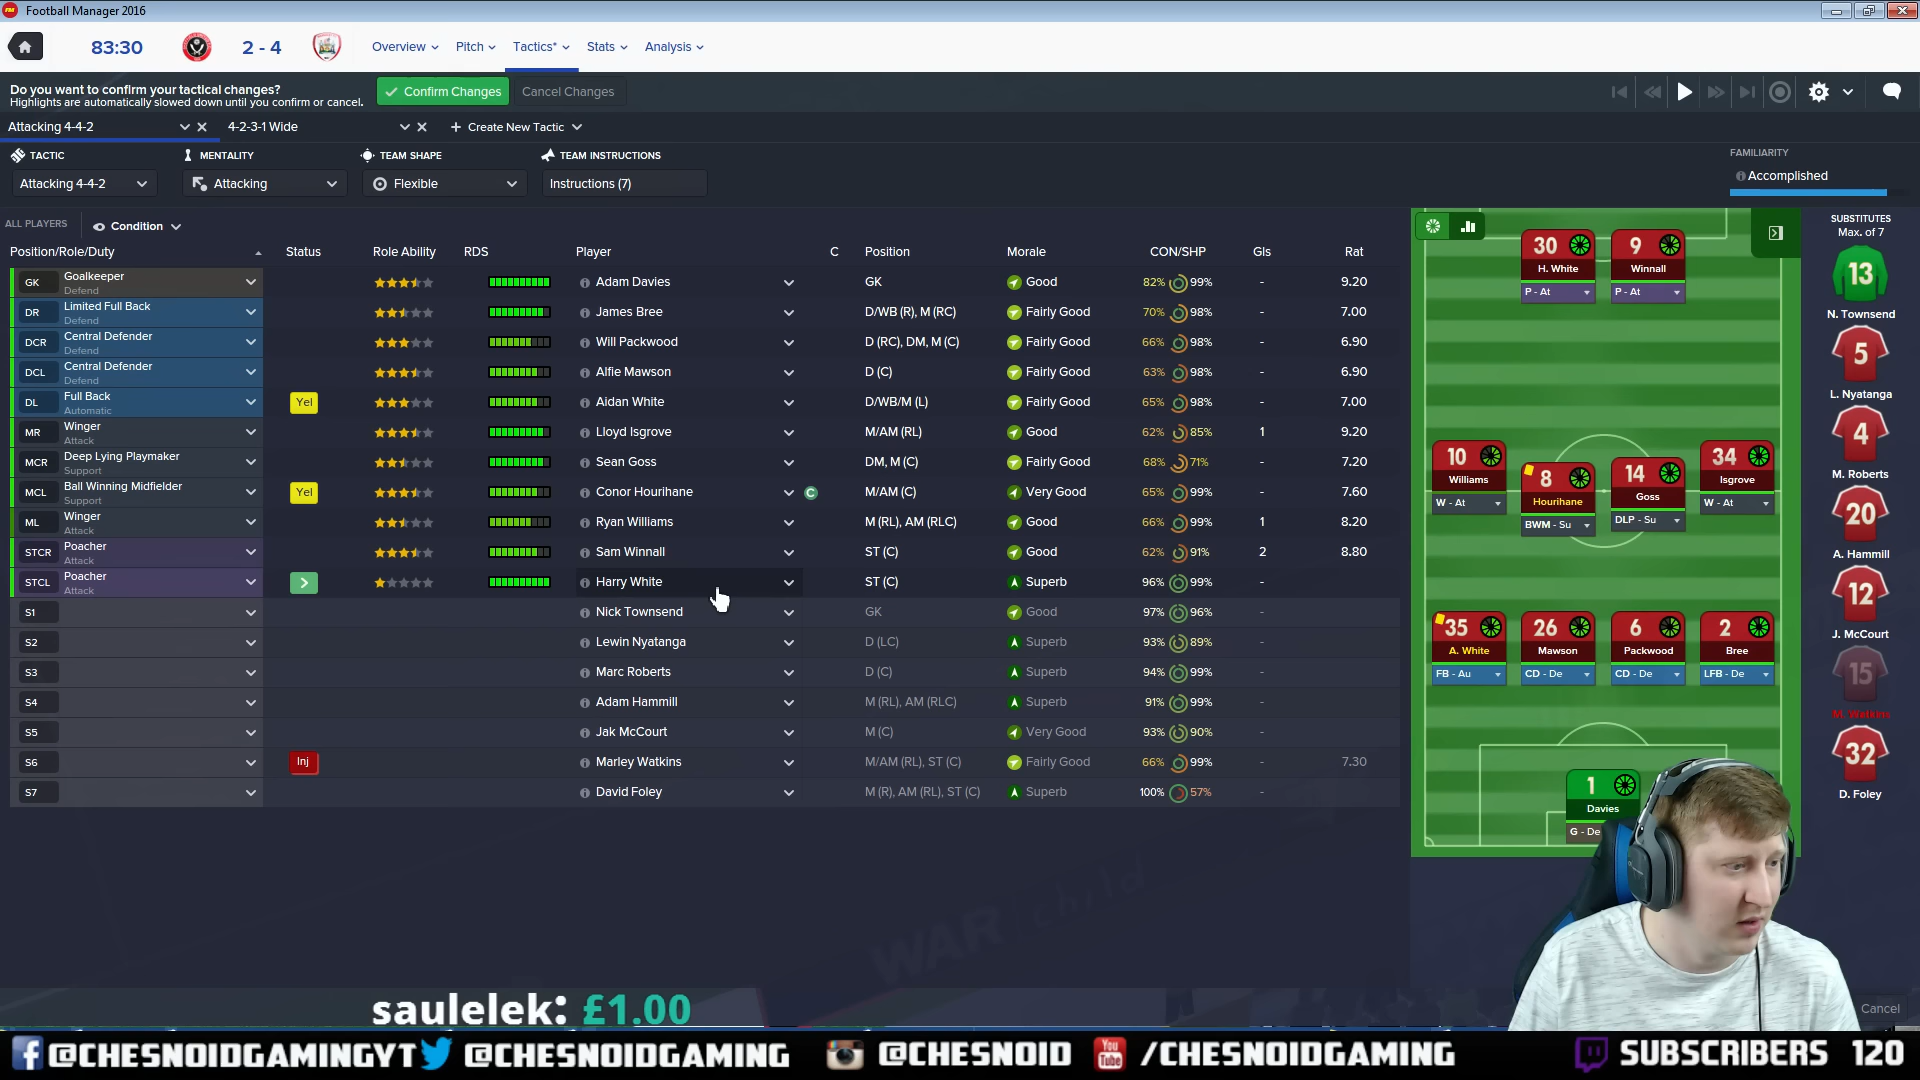 Football Manager 2016
83:30 2 - 4 Overview Pitch Tactics* Stats Analysis
Do you want to confirm your tactical changes?
Highlights are automatically slowed down until you confirm or cancel.
Confirm Changes Cancel Changes
Attacking 4-4-2 4-2-3-1 Wide + Create New Tactic
TACTIC MENTALITY TEAM SHAPE TEAM INSTRUCTIONS FAMILIARITY
Attacking 4-4-2 Attacking Flexible Instructions (7) Accomplished
ALL PLAYERS Condition
Position/Role/Duty Status Role Ability RDS Player C Position Morale CON/SHP Gls Rat
GK Goalkeeper Defend Adam Davies GK Good 82% 99% - 9.20
DR Limited Full Back Defend James Bree D/WB (R), M (RC) Fairly Good 70% 98% - 7.00
DCR Central Defender Defend Will Packwood D (RC), DM, M (C) Fairly Good 66% 98% - 6.90
DCL Central Defender Defend Alfie Mawson D (C) Fairly Good 63% 98% - 6.90
DL Full Back Automatic Yel Aidan White D/WB/M (L) Fairly Good 65% 98% - 7.00
MR Winger Attack Lloyd Isgrove M/AM (RL) Good 62% 85% 1 9.20
MCR Deep Lying Playmaker Support Sean Goss DM, M (C) Fairly Good 68% 71% - 7.20
MCL Ball Winning Midfielder Support Yel Conor Hourihane C M/AM (C) Very Good 65% 99% - 7.60
ML Winger Attack Ryan Williams M (RL), AM (RLC) Good 66% 99% 1 8.20
STCR Poacher Attack Sam Winnall ST (C) Good 62% 91% 2 8.80
STCL Poacher Attack Harry White ST (C) Superb 96% 99% -
S1 Nick Townsend GK Good 97% 96% -
S2 Lewin Nyatanga D (LC) Superb 93% 89% -
S3 Marc Roberts D (C) Superb 94% 99% -
S4 Adam Hammill M (RL), AM (RLC) Superb 91% 99% -
S5 Jak McCourt M (C) Very Good 93% 90% -
S6 Inj Marley Watkins M/AM (RL), ST (C) Fairly Good 66% 99% - 7.30
S7 David Foley M (R), AM (RL), ST (C) Superb 100% 57% -
30 9
H. White Winnall
P - At P - At
10 8 14 34
Williams Hourihane Goss Isgrove
W - At BWM - Su DLP - Su W - At
35 26 6 2
A. White Mawson Packwood Bree
FB - Au CD - De CD - De LFB - De
1
Davies
G - De
SUBSTITUTES
Max. of 7
13
N. Townsend
5
L. Nyatanga
4
M. Roberts
20
A. Hammill
12
J. McCourt
15
M. Watkins
32
D. Foley
WAR child
Cancel
saulelek: £1.00
@CHESNOIDGAMINGYT @CHESNOIDGAMING @CHESNOID You Tube /CHESNOIDGAMING SUBSCRIBERS 120